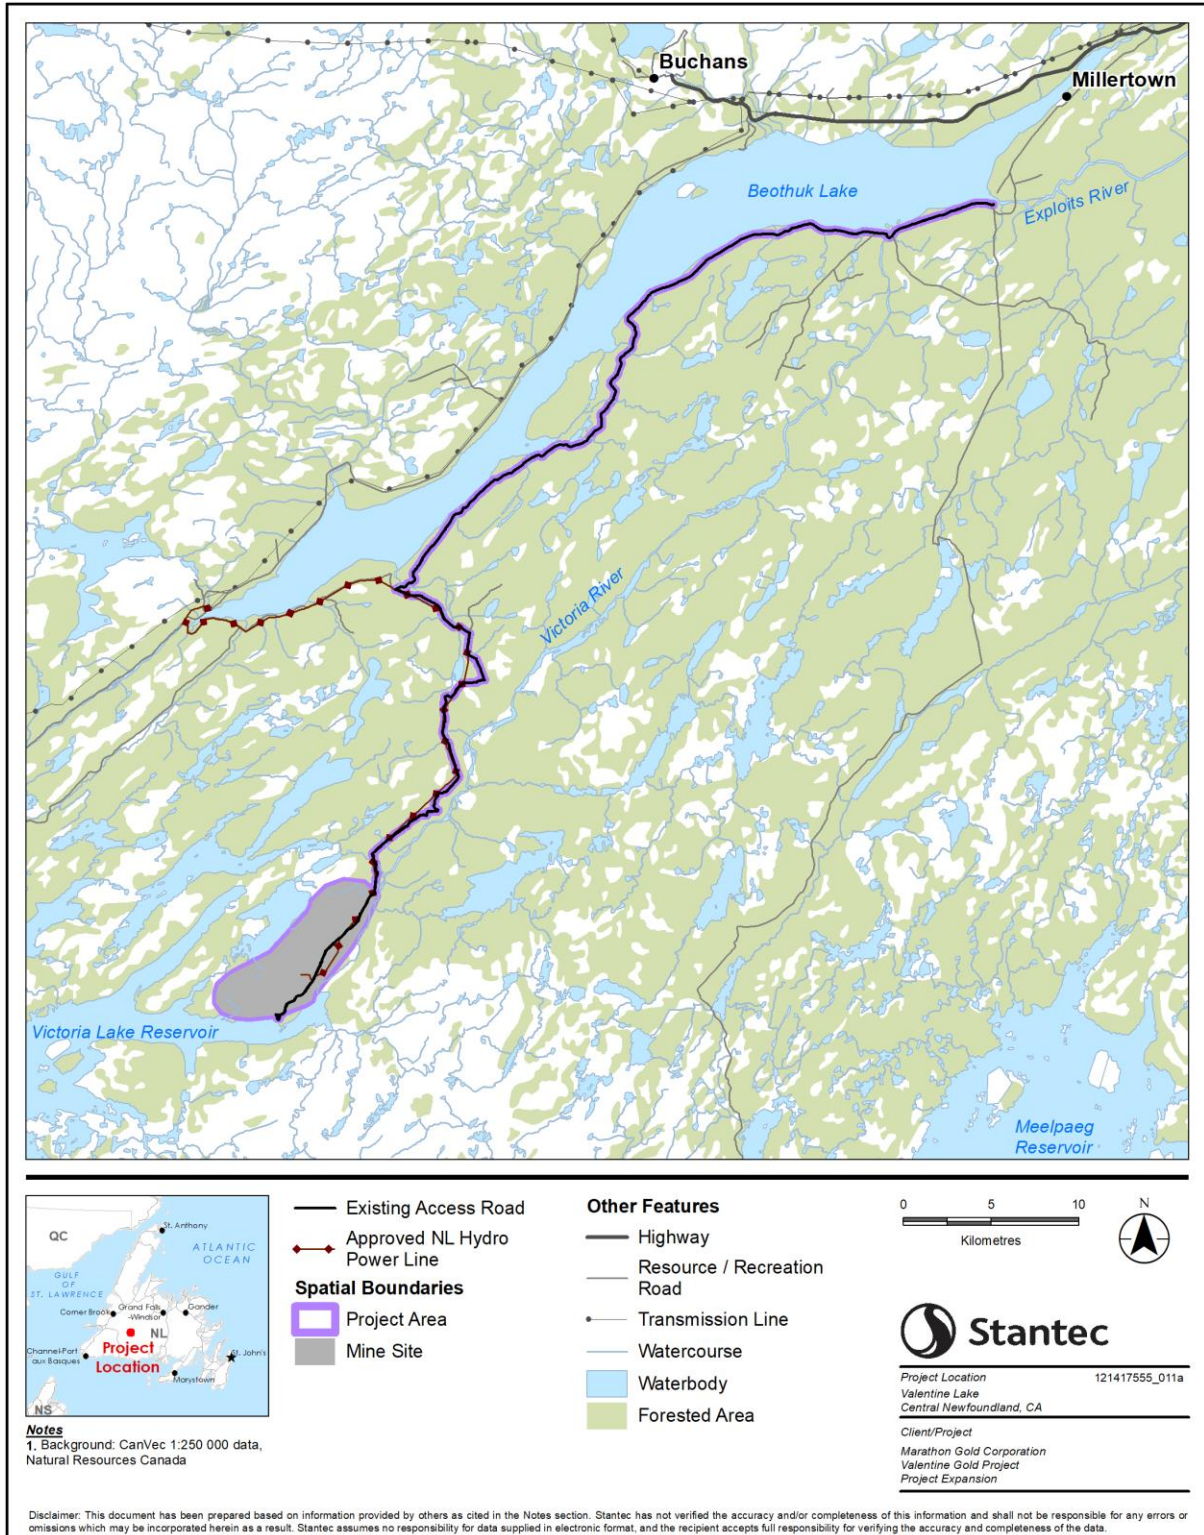 Buchans
Millertown
Beothuk Lake
Exploits River
Victoria River
Victoria Lake Reservoir
Meelpaeg
Reservoir
QC
St. Anthony
ATLANTIC
OCEAN
GULF
OF
ST. LAWRENCE
Corner Brook
Grand Falls
-Windsor
Gander
NL
Project
Location
Channel-Port
aux Basques
St. John's
Marystown
NS
Notes
1. Background: CanVec 1:250 000 data,
Natural Resources Canada
Existing Access Road
Approved NL Hydro
Power Line
Spatial Boundaries
Project Area
Mine Site
Other Features
Highway
Resource / Recreation
Road
Transmission Line
Watercourse
Waterbody
Forested Area
0 5 10
Kilometres
N
Stantec
Project Location 121417555_011a
Valentine Lake
Central Newfoundland, CA
Client/Project
Marathon Gold Corporation
Valentine Gold Project
Project Expansion
Disclaimer: This document has been prepared based on information provided by others as cited in the Notes section. Stantec has not verified the accuracy and/or completeness of this information and shall not be responsible for any errors or
omissions which may be incorporated herein as a result. Stantec assumes no responsibility for data supplied in electronic format, and the recipient accepts full responsibility for verifying the accuracy and completeness of the data.